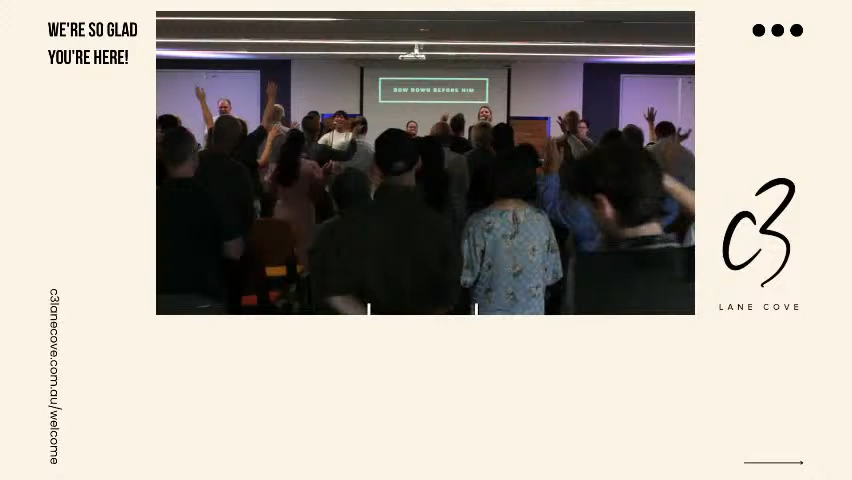 WE'RE SO GLAD
YOU'RE HERE!
BOW DOWN BEFORE HIM
c3
LANE COVE
c3lanecove.com.au/welcome